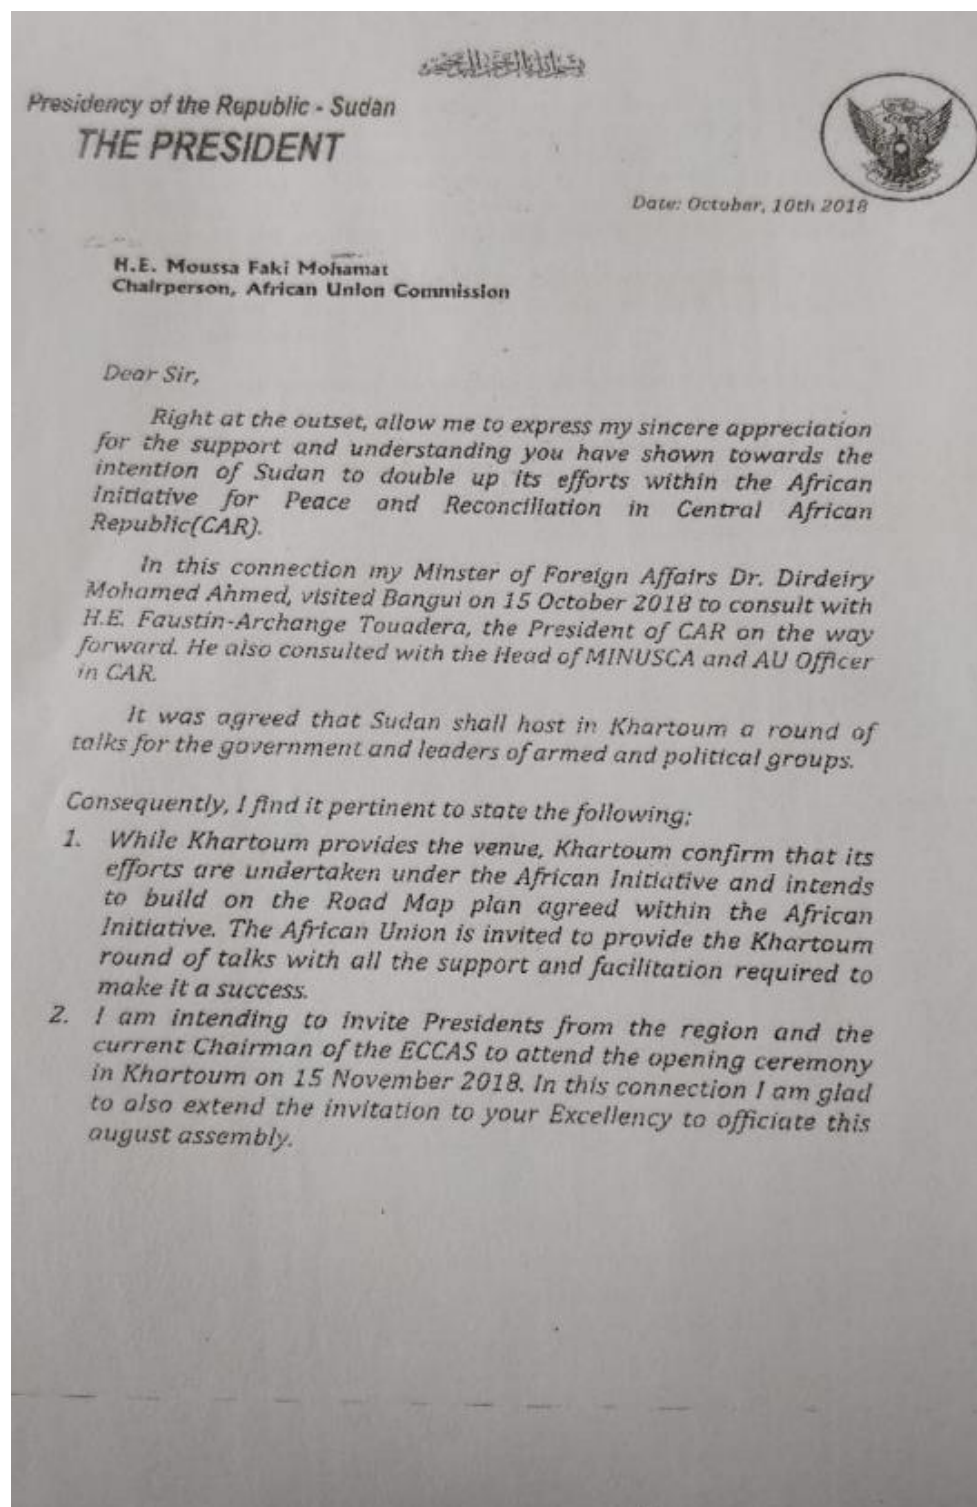 بسم الله الرحمن الرحيم
Presidency of the Republic - Sudan
THE PRESIDENT
Date: October, 10th 2018
H.E. Moussa Faki Mohamat
Chairperson, African Union Commission
Dear Sir,
Right at the outset, allow me to express my sincere appreciation
for the support and understanding you have shown towards the
intention of Sudan to double up its efforts within the African
Initiative for Peace and Reconciliation in Central African
Republic(CAR).
In this connection my Minster of Foreign Affairs Dr. Dirdeiry
Mohamed Ahmed, visited Bangui on 15 October 2018 to consult with
H.E. Faustin-Archange Touadera, the President of CAR on the way
forward. He also consulted with the Head of MINUSCA and AU Officer
in CAR.
It was agreed that Sudan shall host in Khartoum a round of
talks for the government and leaders of armed and political groups.
Consequently, I find it pertinent to state the following:
1. While Khartoum provides the venue, Khartoum confirm that its
efforts are undertaken under the African Initiative and intends
to build on the Road Map plan agreed within the African
Initiative. The African Union is invited to provide the Khartoum
round of talks with all the support and facilitation required to
make it a success.
2. I am intending to invite Presidents from the region and the
current Chairman of the ECCAS to attend the opening ceremony
in Khartoum on 15 November 2018. In this connection I am glad
to also extend the invitation to your Excellency to officiate this
august assembly.